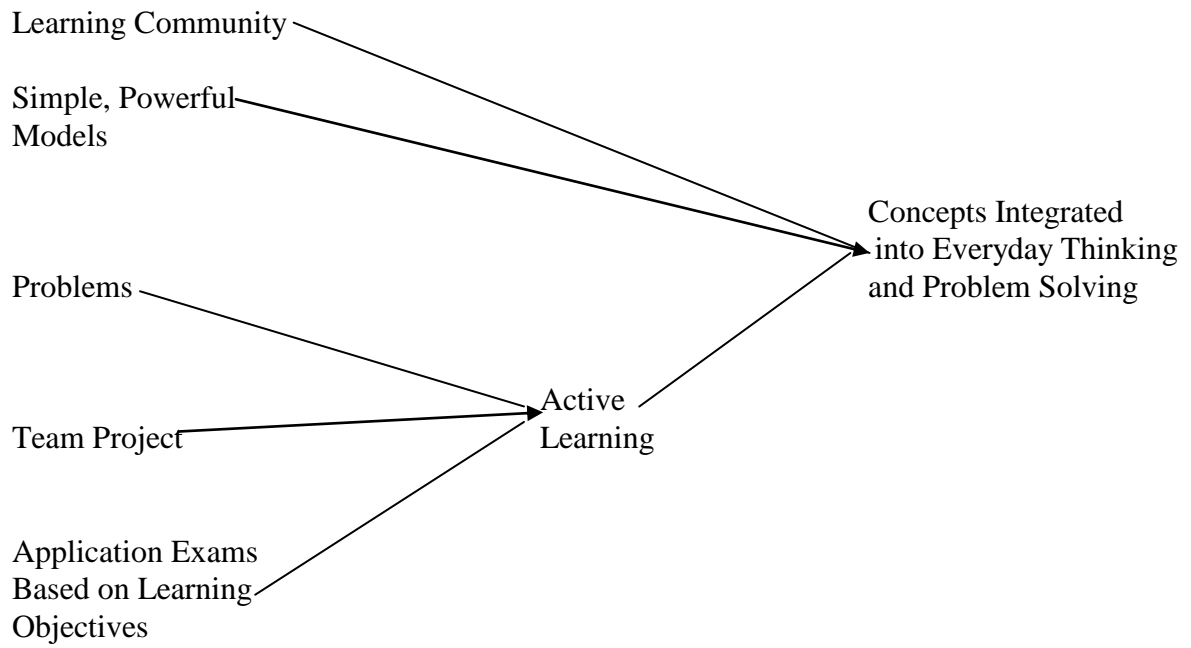 Learning Community
Simple, Powerful
Models
Concepts Integrated
into Everyday Thinking
and Problem Solving
Problems
Active
Learning
Team Project
Application Exams
Based on Learning
Objectives